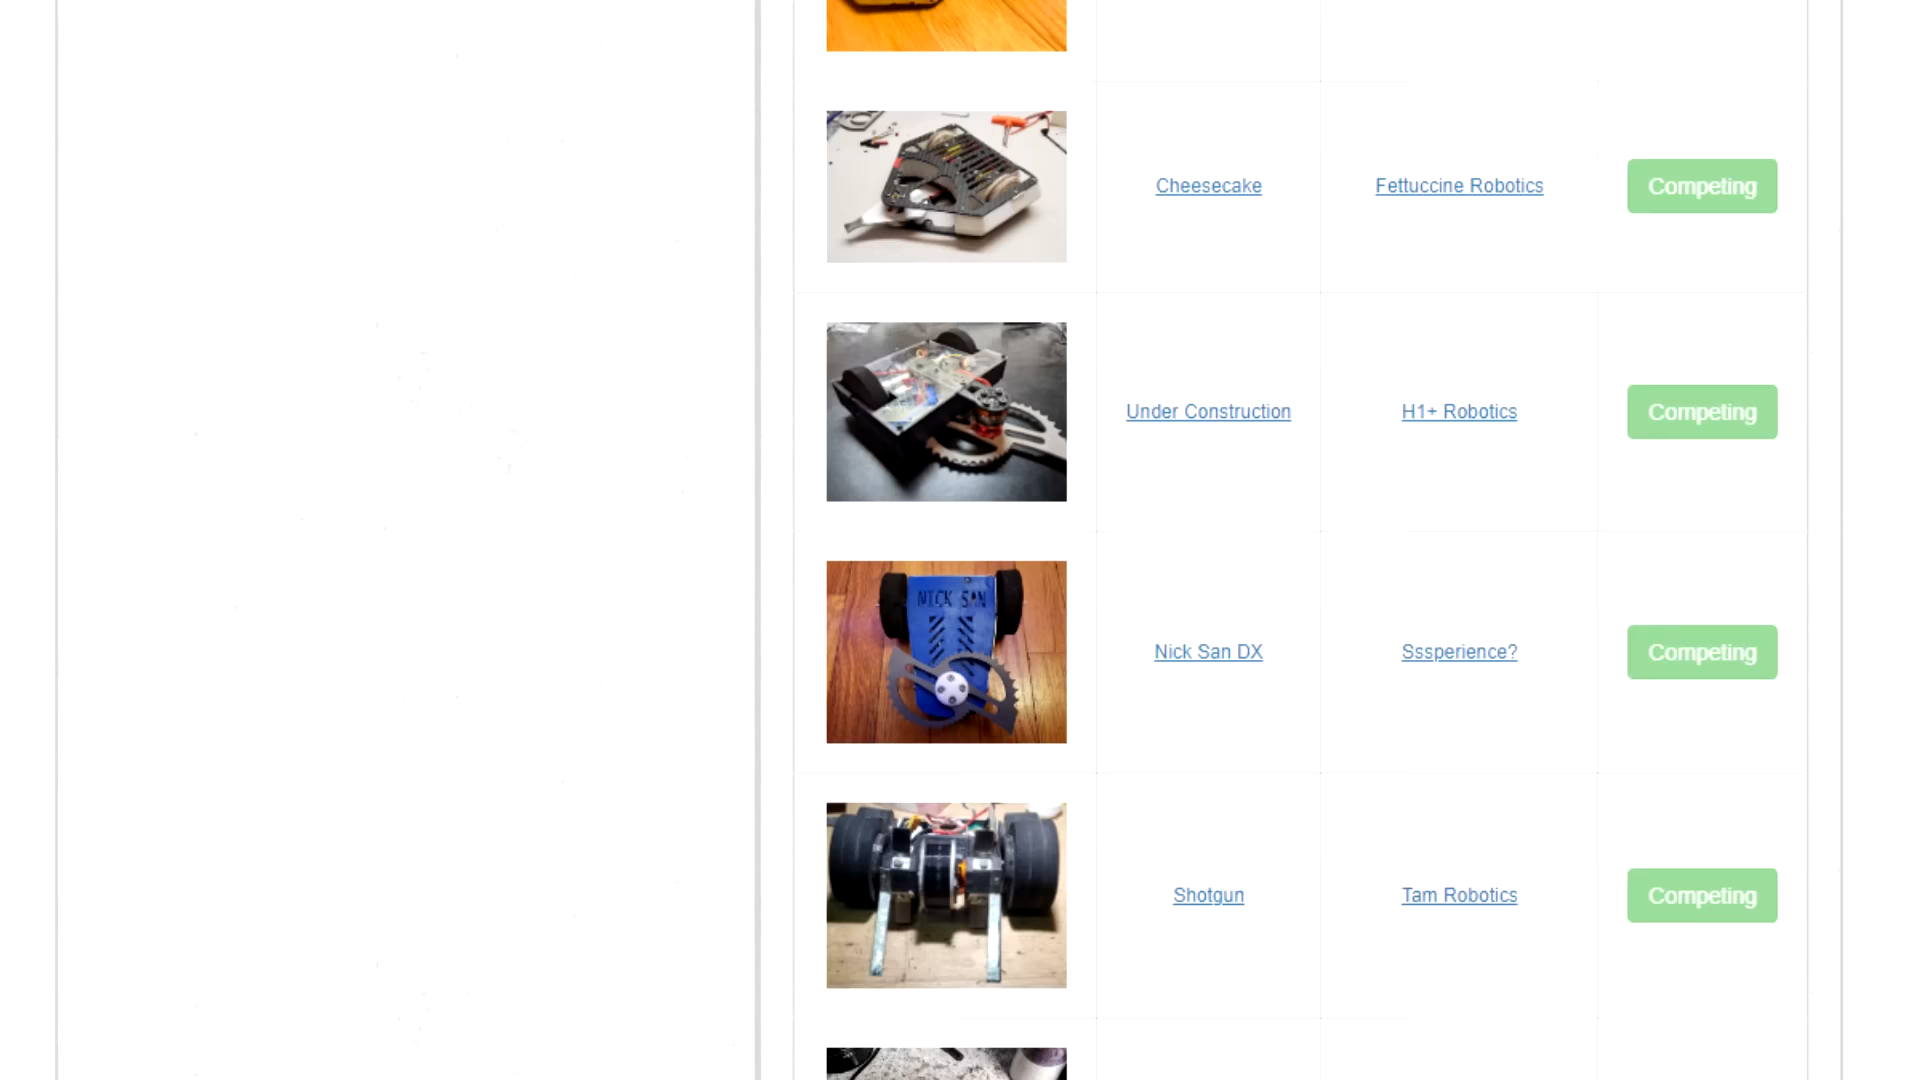 Cheesecake Fettuccine Robotics Competing
Under Construction H1+ Robotics Competing
NICK SAN
Nick San DX Sssperience? Competing
Shotgun Tam Robotics Competing